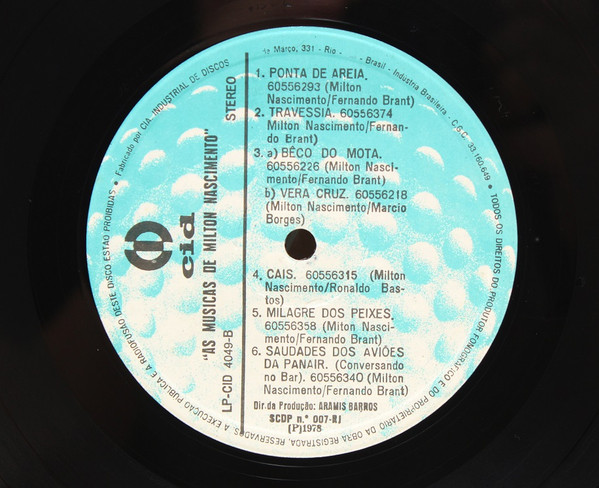 • Fabricado por CIA. INDUSTRIAL DE DISCOS
1º Março, 331 - Rio - Brasil - Industria Brasileira - C G C 33.160.649 •
TODOS OS DIREITOS DO PRODUTOR FONOGRÁFICO E DO PROPRIETARIO DA OBRA REGISTRADA, RESERVADOS. A EXECUÇÃO PUBLICA E A RADIOFUSÃO DESTE DISCO ESTÃO PROIBIDAS
cid
"AS MUSICAS DE MILTON NASCIMENTO"
LP-CID 4049-B
STEREO
1. PONTA DE AREIA.
60556293 (Milton
Nascimento/Fernando Brant)
2. TRAVESSIA. 60556374
Milton Nascimento/Fernan-
do Brant)
3. a) BÊCO DO MOTA.
60556226 (Milton Nasci-
mento/Fernando Brant)
b) VERA CRUZ. 60556218
(Milton Nascimento/Marcio
Borges)
4. CAIS. 60556315 (Milton
Nascimento/Ronaldo Bas-
tos)
5. MILAGRE DOS PEIXES.
60556358 (Miton Nasci-
mento/Fernando Brant)
6. SAUDADES DOS AVIÕES
DA PANAIR. (Conversando
no Bar). 60556340 (Milton
Nascimento/Fernando Brant)
Dir. da Produção: ARAMIS BARROS
SCDP n.º 007-RJ
(P)1978